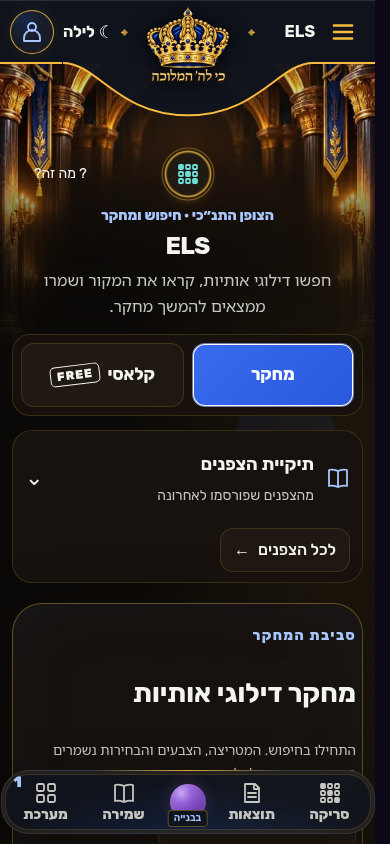 ELS
☾ לילה
כי לה׳ המלוכה
? מה זה?
הצופן התנ״כי • חיפוש ומחקר
ELS
חפשו דילוגי אותיות, קראו את המקור ושמרו
ממצאים להמשך מחקר.
מחקר
קלאסי FREE
תיקיית הצפנים
מהצפנים שפורסמו לאחרונה
לכל הצפנים ←
סביבת המחקר
מחקר דילוגי אותיות
התחילו בחיפוש. המטריצה, הצבעים והבחירות נשמרים
סריקה
תוצאות
בבנייה
שמירה
מערכת
1